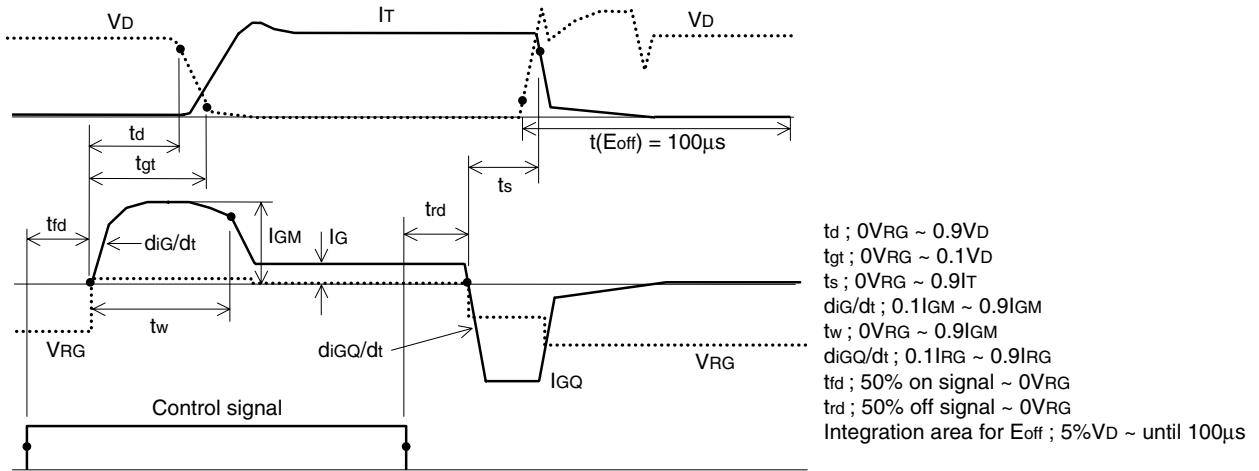 VD
IT
VD
td
tgt
t(Eoff) = 100μs
ts
tfd
diG/dt
IGM
IG
trd
tw
VRG
diGQ/dt
IGQ
VRG
Control signal
td ; 0VRG ~ 0.9VD
tgt ; 0VRG ~ 0.1VD
ts ; 0VRG ~ 0.9IT
diG/dt ; 0.1IGM ~ 0.9IGM
tw ; 0VRG ~ 0.9IGM
diGQ/dt ; 0.1IRG ~ 0.9IRG
tfd ; 50% on signal ~ 0VRG
trd ; 50% off signal ~ 0VRG
Integration area for Eoff ; 5%VD ~ until 100μs